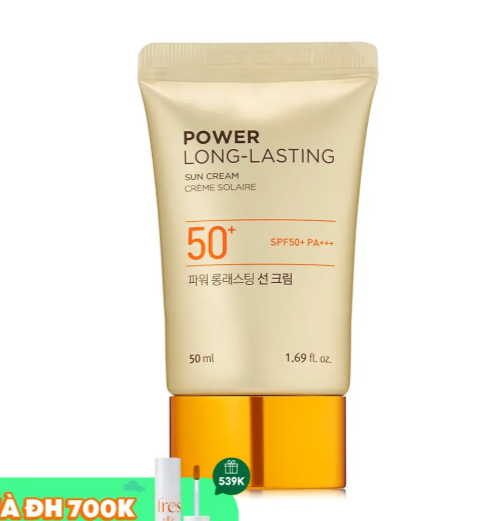 POWER
LONG-LASTING
SUN CREAM
CRÈME SOLAIRE
50+
SPF50+ PA+++
파워 롱래스팅 선 크림
50 ml
1.69 fl. oz.
539K
À ĐH 700K
fres